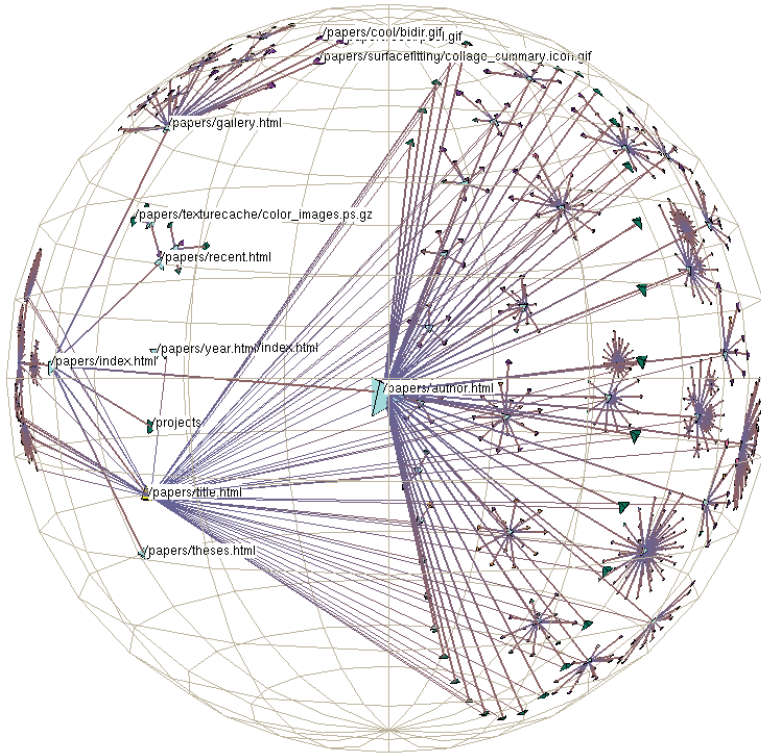 /papers/cool/bidir.gif
.gif
/papers/surfacefitting/collage_summary.icon.gif
/papers/gallery.html
/papers/texturecache/color_images.ps.gz
/papers/recent.html
/papers/year.html
/index.html
/papers/index.html
/papers/author.html
/projects
/papers/title.html
/papers/theses.html